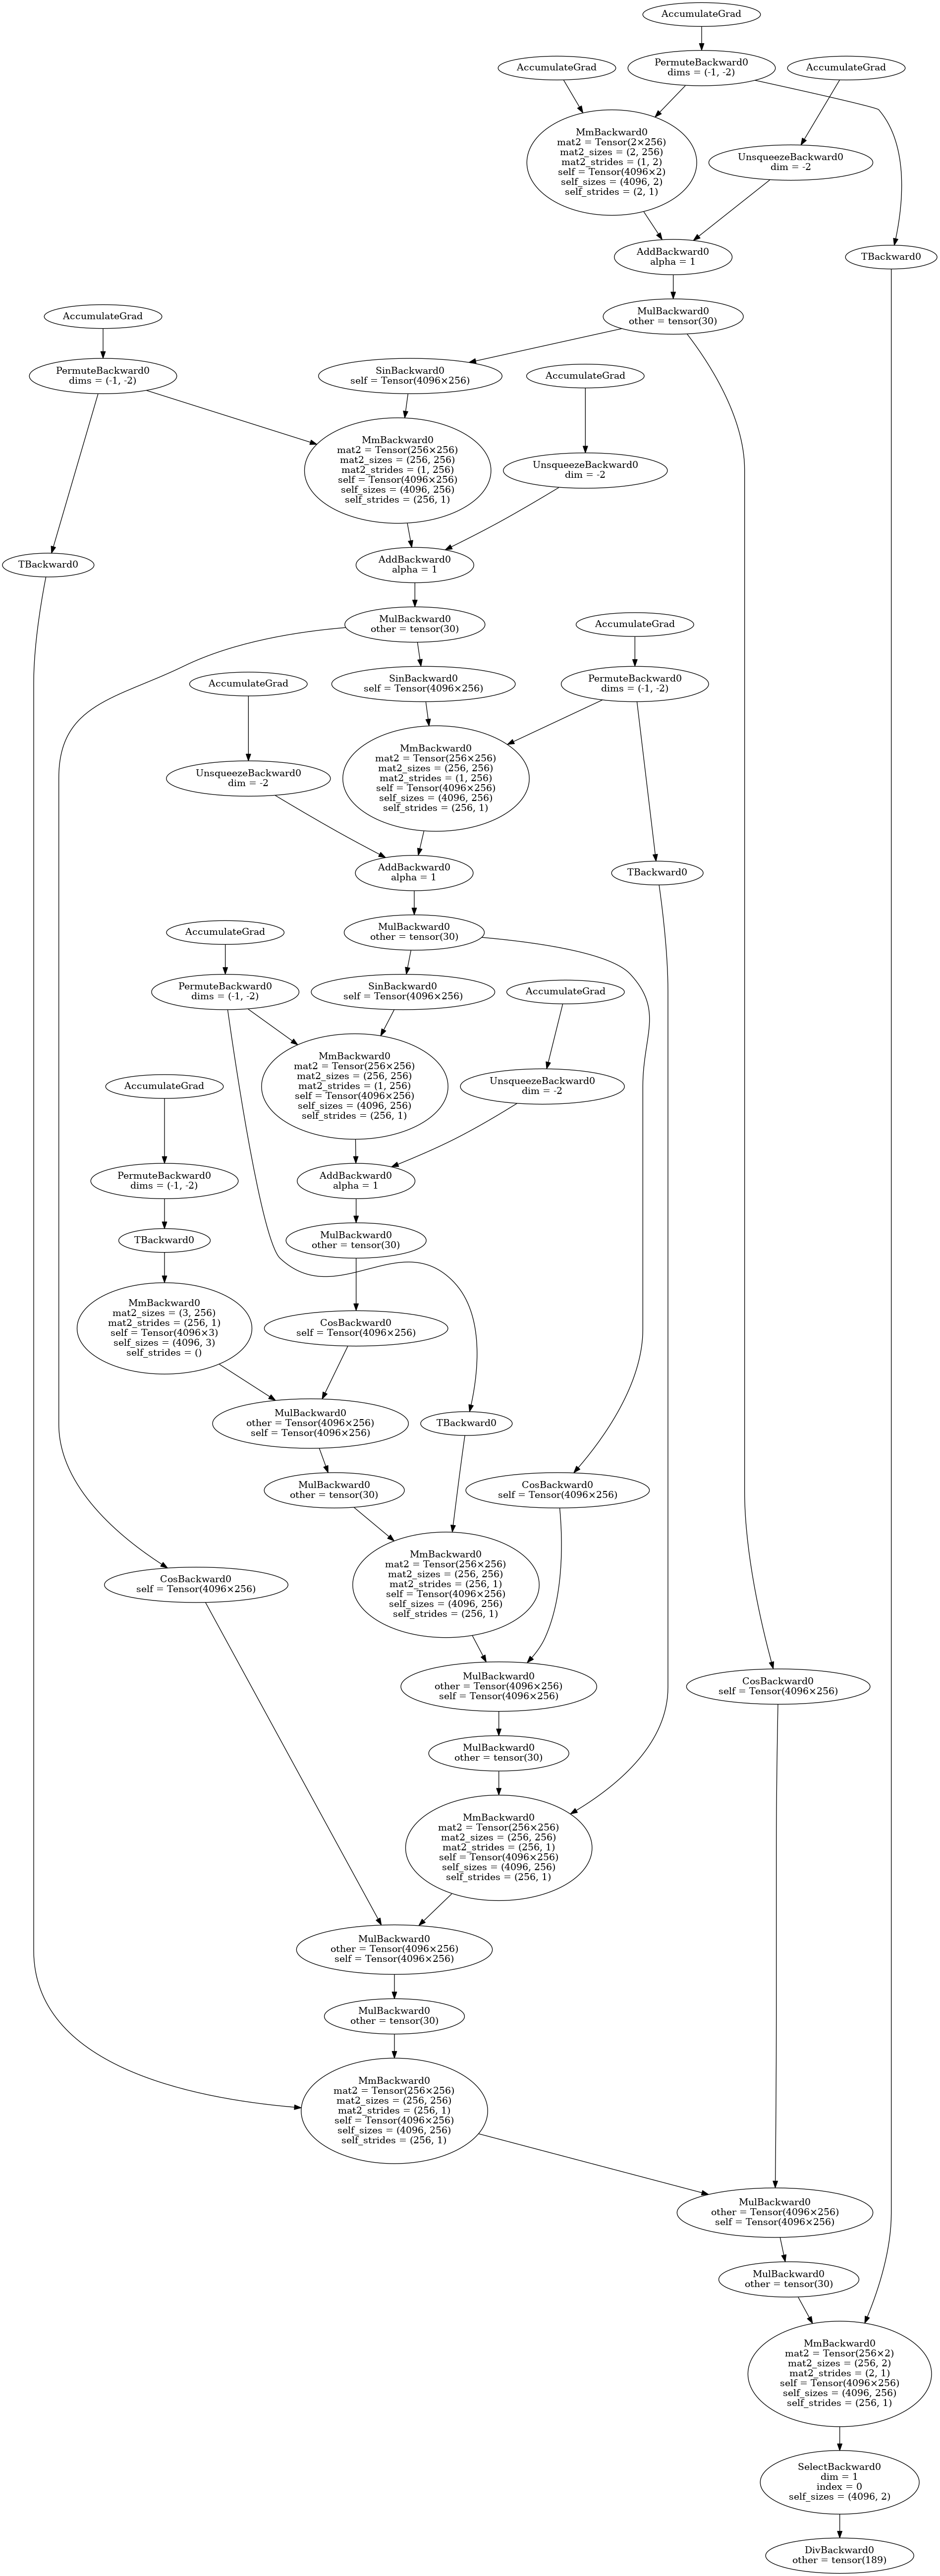 AccumulateGrad
AccumulateGrad
PermuteBackward0
dims = (-1, -2)
AccumulateGrad
MmBackward0
mat2 = Tensor(2×256)
mat2_sizes = (2, 256)
mat2_strides = (1, 2)
self = Tensor(4096×2)
self_sizes = (4096, 2)
self_strides = (2, 1)
UnsqueezeBackward0
dim = -2
AddBackward0
alpha = 1
TBackward0
AccumulateGrad
MulBackward0
other = tensor(30)
PermuteBackward0
dims = (-1, -2)
SinBackward0
self = Tensor(4096×256)
AccumulateGrad
MmBackward0
mat2 = Tensor(256×256)
mat2_sizes = (256, 256)
mat2_strides = (1, 256)
self = Tensor(4096×256)
self_sizes = (4096, 256)
self_strides = (256, 1)
UnsqueezeBackward0
dim = -2
TBackward0
AddBackward0
alpha = 1
MulBackward0
other = tensor(30)
AccumulateGrad
AccumulateGrad
SinBackward0
self = Tensor(4096×256)
PermuteBackward0
dims = (-1, -2)
UnsqueezeBackward0
dim = -2
MmBackward0
mat2 = Tensor(256×256)
mat2_sizes = (256, 256)
mat2_strides = (1, 256)
self = Tensor(4096×256)
self_sizes = (4096, 256)
self_strides = (256, 1)
AddBackward0
alpha = 1
TBackward0
AccumulateGrad
MulBackward0
other = tensor(30)
PermuteBackward0
dims = (-1, -2)
SinBackward0
self = Tensor(4096×256)
AccumulateGrad
AccumulateGrad
MmBackward0
mat2 = Tensor(256×256)
mat2_sizes = (256, 256)
mat2_strides = (1, 256)
self = Tensor(4096×256)
self_sizes = (4096, 256)
self_strides = (256, 1)
UnsqueezeBackward0
dim = -2
PermuteBackward0
dims = (-1, -2)
AddBackward0
alpha = 1
TBackward0
MulBackward0
other = tensor(30)
MmBackward0
mat2_sizes = (3, 256)
mat2_strides = (256, 1)
self = Tensor(4096×3)
self_sizes = (4096, 3)
self_strides = ()
CosBackward0
self = Tensor(4096×256)
MulBackward0
other = Tensor(4096×256)
self = Tensor(4096×256)
TBackward0
MulBackward0
other = tensor(30)
CosBackward0
self = Tensor(4096×256)
CosBackward0
self = Tensor(4096×256)
MmBackward0
mat2 = Tensor(256×256)
mat2_sizes = (256, 256)
mat2_strides = (256, 1)
self = Tensor(4096×256)
self_sizes = (4096, 256)
self_strides = (256, 1)
MulBackward0
other = Tensor(4096×256)
self = Tensor(4096×256)
CosBackward0
self = Tensor(4096×256)
MulBackward0
other = tensor(30)
MmBackward0
mat2 = Tensor(256×256)
mat2_sizes = (256, 256)
mat2_strides = (256, 1)
self = Tensor(4096×256)
self_sizes = (4096, 256)
self_strides = (256, 1)
MulBackward0
other = Tensor(4096×256)
self = Tensor(4096×256)
MulBackward0
other = tensor(30)
MmBackward0
mat2 = Tensor(256×256)
mat2_sizes = (256, 256)
mat2_strides = (256, 1)
self = Tensor(4096×256)
self_sizes = (4096, 256)
self_strides = (256, 1)
MulBackward0
other = Tensor(4096×256)
self = Tensor(4096×256)
MulBackward0
other = tensor(30)
MmBackward0
mat2 = Tensor(256×2)
mat2_sizes = (256, 2)
mat2_strides = (2, 1)
self = Tensor(4096×256)
self_sizes = (4096, 256)
self_strides = (256, 1)
SelectBackward0
dim = 1
index = 0
self_sizes = (4096, 2)
DivBackward0
other = tensor(189)